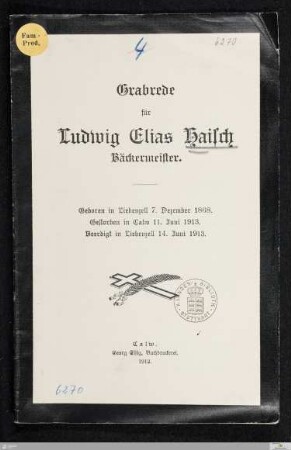 Fam-
Pred.
4
6270
Grabrede
für
Ludwig Elias Haisch
Bäckermeister.
Geboren in Liebenzell 7. Dezember 1868,
Gestorben in Calw 11. Juni 1913,
Beerdigt in Liebenzell 14. Juni 1913.
Calw.
Georg Eßig, Buchdruckerei.
1913.
6270